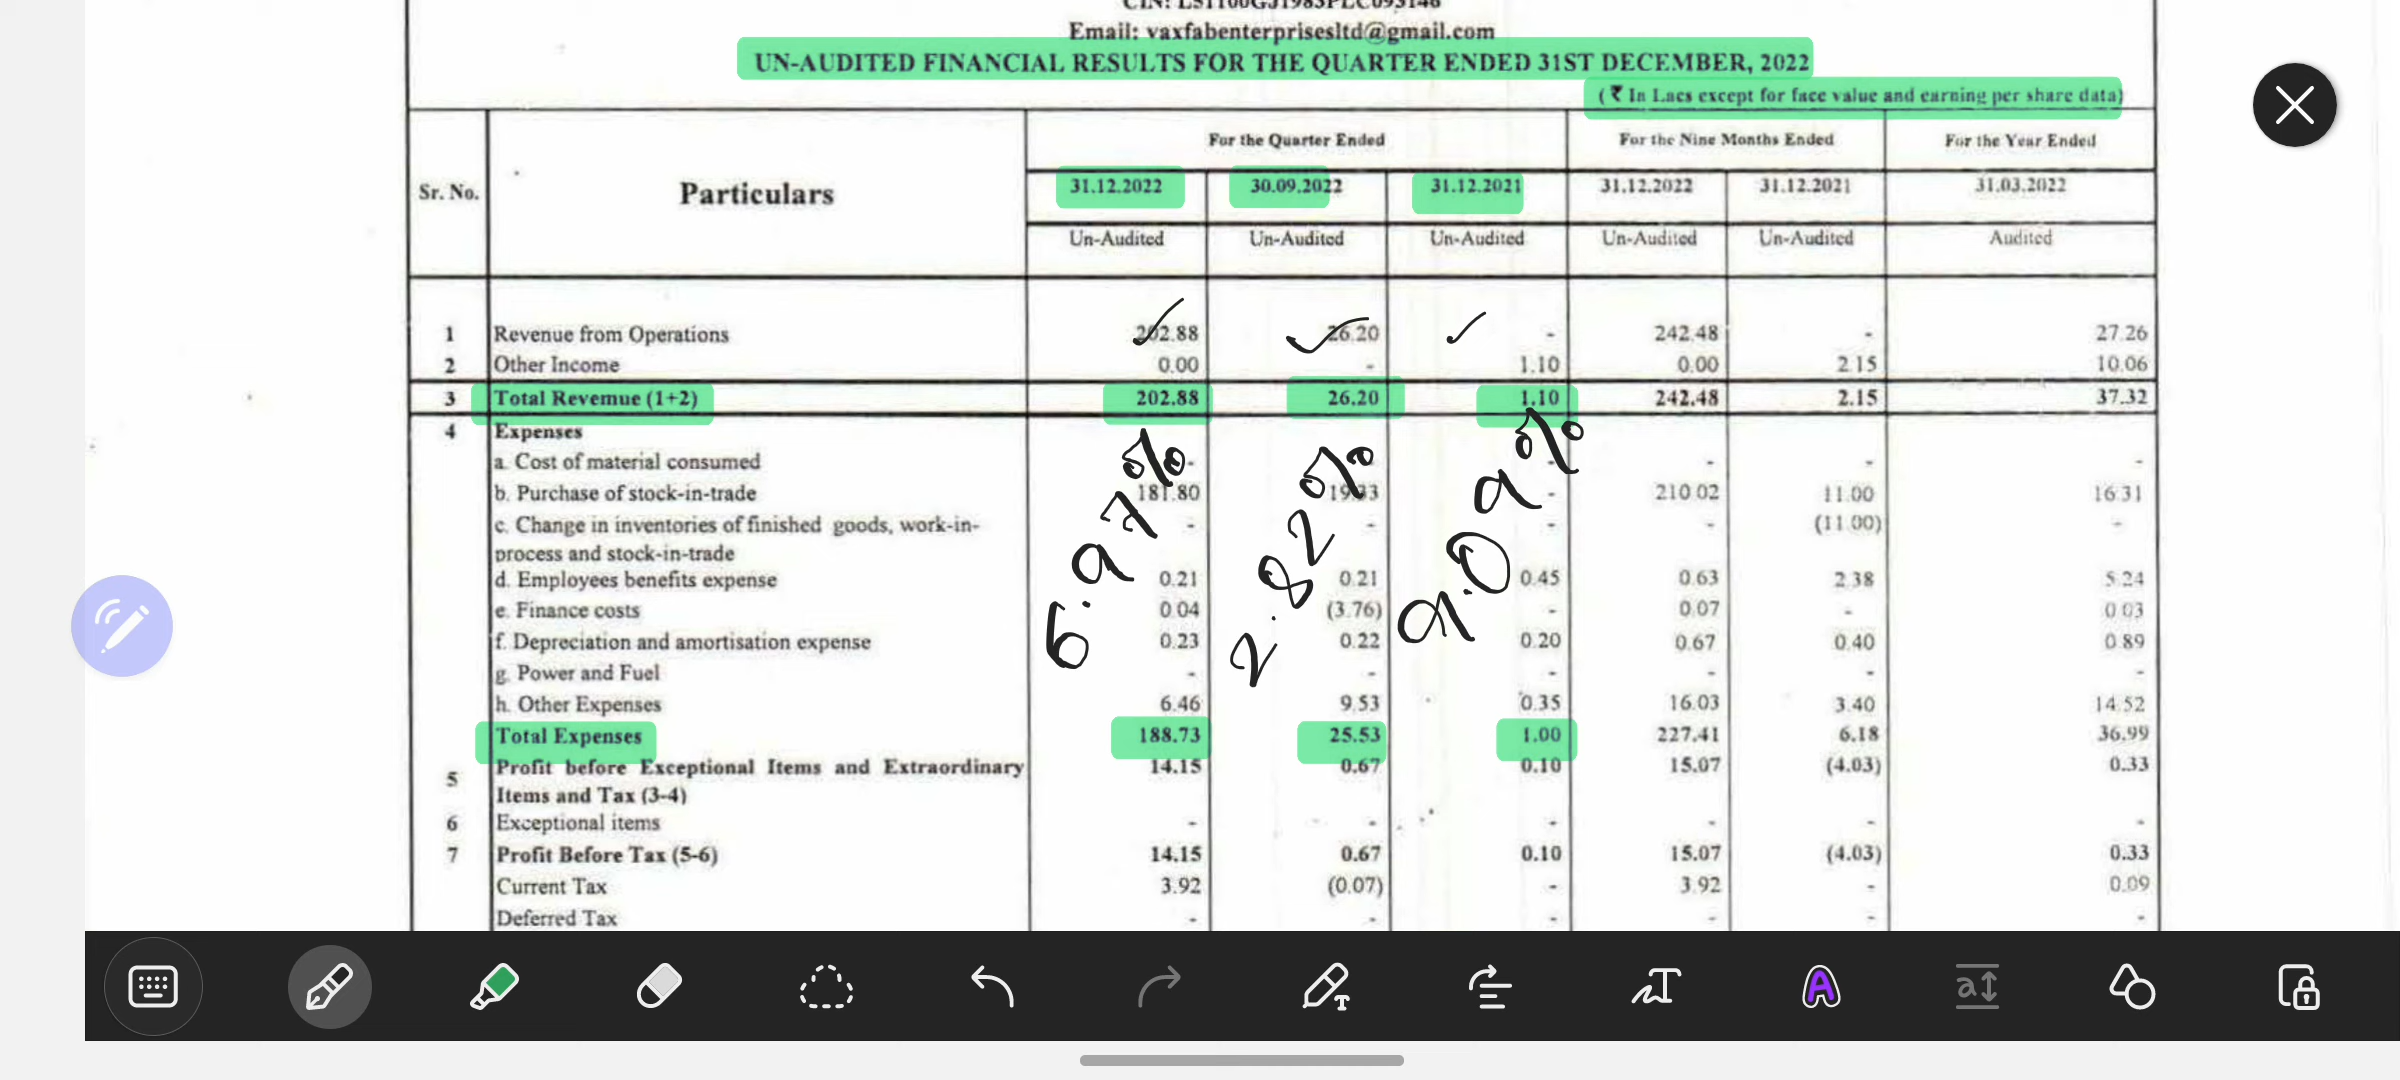 Email: vaxfabenterprisesltd@gmail.com
UN-AUDITED FINANCIAL RESULTS FOR THE QUARTER ENDED 31ST DECEMBER, 2022
(₹ In Lacs except for face value and earning per share data)
Sr. No. Particulars For the Quarter Ended For the Nine Months Ended For the Year Ended
31.12.2022 30.09.2022 31.12.2021 31.12.2022 31.12.2021 31.03.2022
Un-Audited Un-Audited Un-Audited Un-Audited Un-Audited Audited
1 Revenue from Operations 202.88 26.20 - 242.48 - 27.26
2 Other Income 0.00 - 1.10 0.00 2.15 10.06
3 Total Revemue (1+2) 202.88 26.20 1.10 242.48 2.15 37.32
4 Expenses
a. Cost of material consumed - - - - -
b. Purchase of stock-in-trade 181.80 19.33 - 210.02 11.00 16.31
c. Change in inventories of finished goods, work-in- - - - - (11.00) -
process and stock-in-trade
d. Employees benefits expense 0.21 0.21 0.45 0.63 2.38 5.24
e. Finance costs 0.04 (3.76) - 0.07 - 0.03
f. Depreciation and amortisation expense 0.23 0.22 0.20 0.67 0.40 0.89
g. Power and Fuel - - - - - -
h. Other Expenses 6.46 9.53 0.35 16.03 3.40 14.52
6.97% 2.82% 9.09%
Total Expenses 188.73 25.53 1.00 227.41 6.18 36.99
5 Profit before Exceptional Items and Extraordinary 14.15 0.67 0.10 15.07 (4.03) 0.33
Items and Tax (3-4)
6 Exceptional items - - - - - -
7 Profit Before Tax (5-6) 14.15 0.67 0.10 15.07 (4.03) 0.33
Current Tax 3.92 (0.07) - 3.92 - 0.09
Deferred Tax - - - - - -